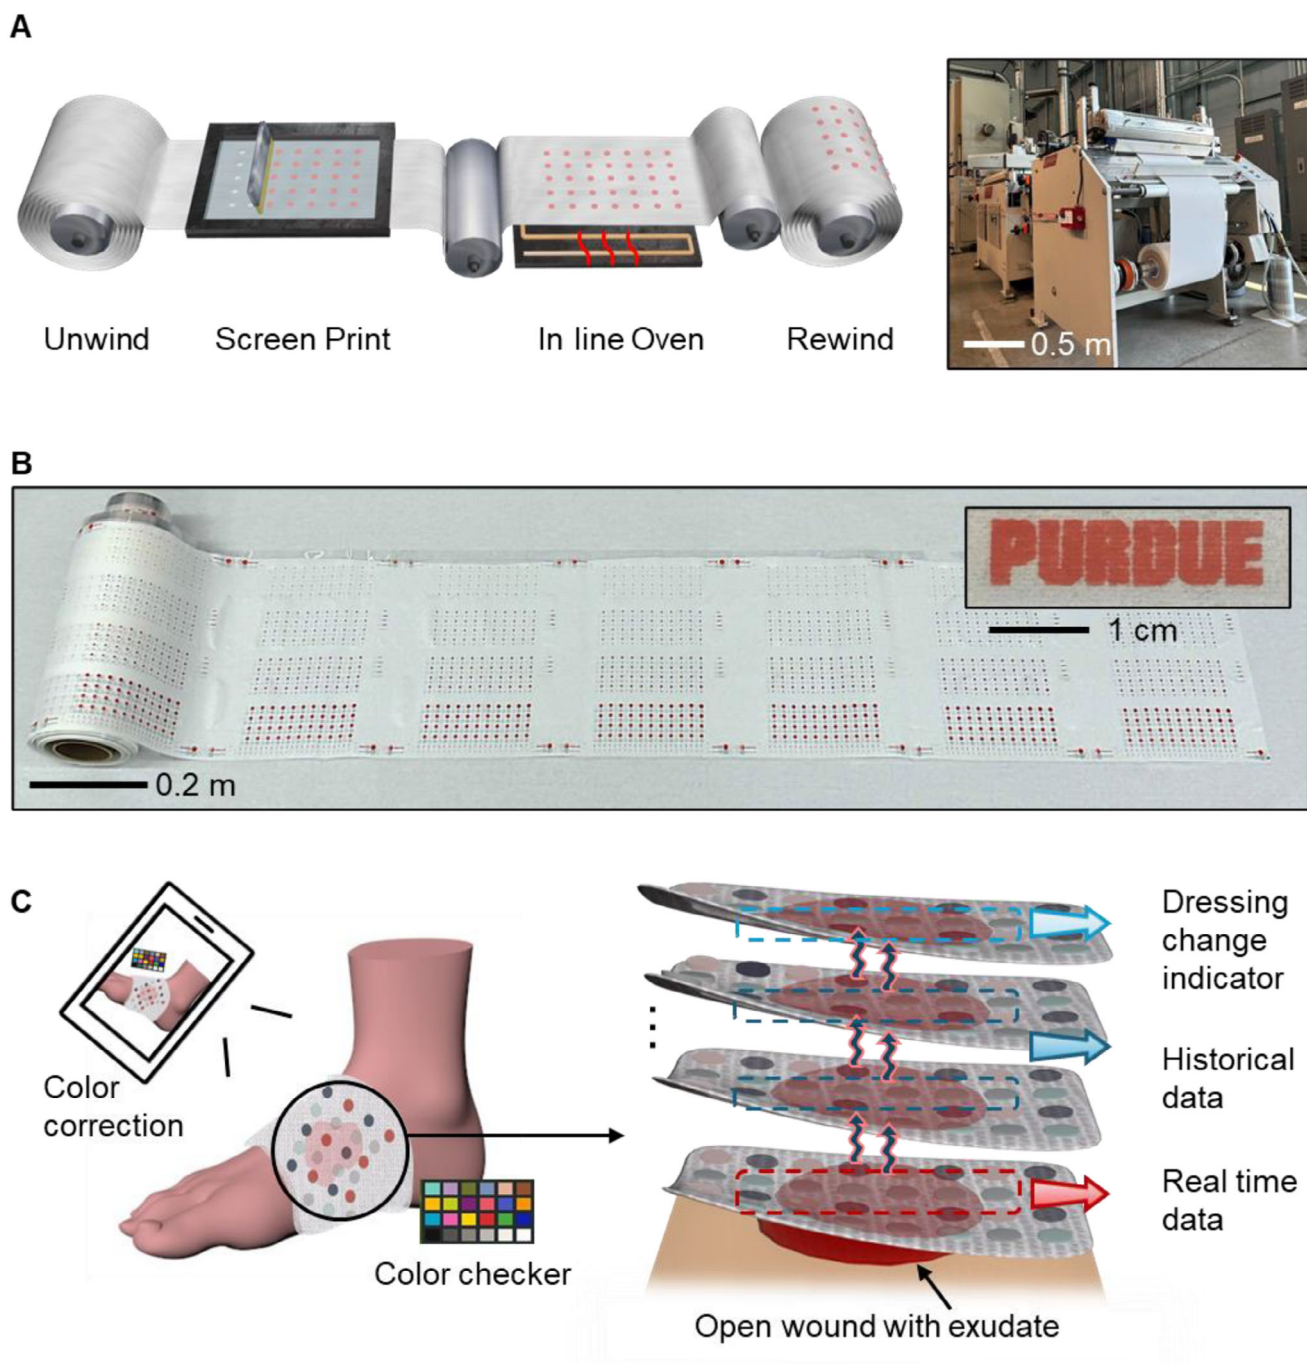 A
Unwind
Screen Print
In line Oven
Rewind
0.5 m
B
PURDUE
1 cm
0.2 m
C
Color
correction
Color checker
Dressing
change
indicator
Historical
data
Real time
data
Open wound with exudate